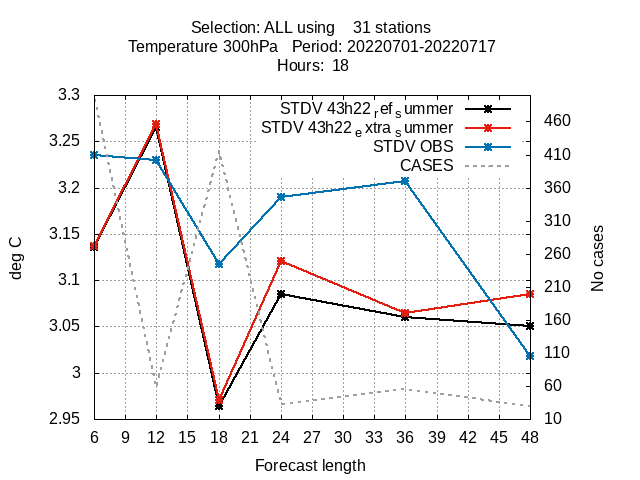 Selection: ALL using    31 stations
Temperature 300hPa   Period: 20220701-20220717
Hours:  18
STDV 43h22refsummer
STDV 43h22extrasummer
STDV OBS
CASES
3.3
3.25
3.2
3.15
3.1
3.05
3
2.95
deg C
460
410
360
310
260
210
160
110
60
10
No cases
6 9 12 15 18 21 24 27 30 33 36 39 42 45 48
Forecast length